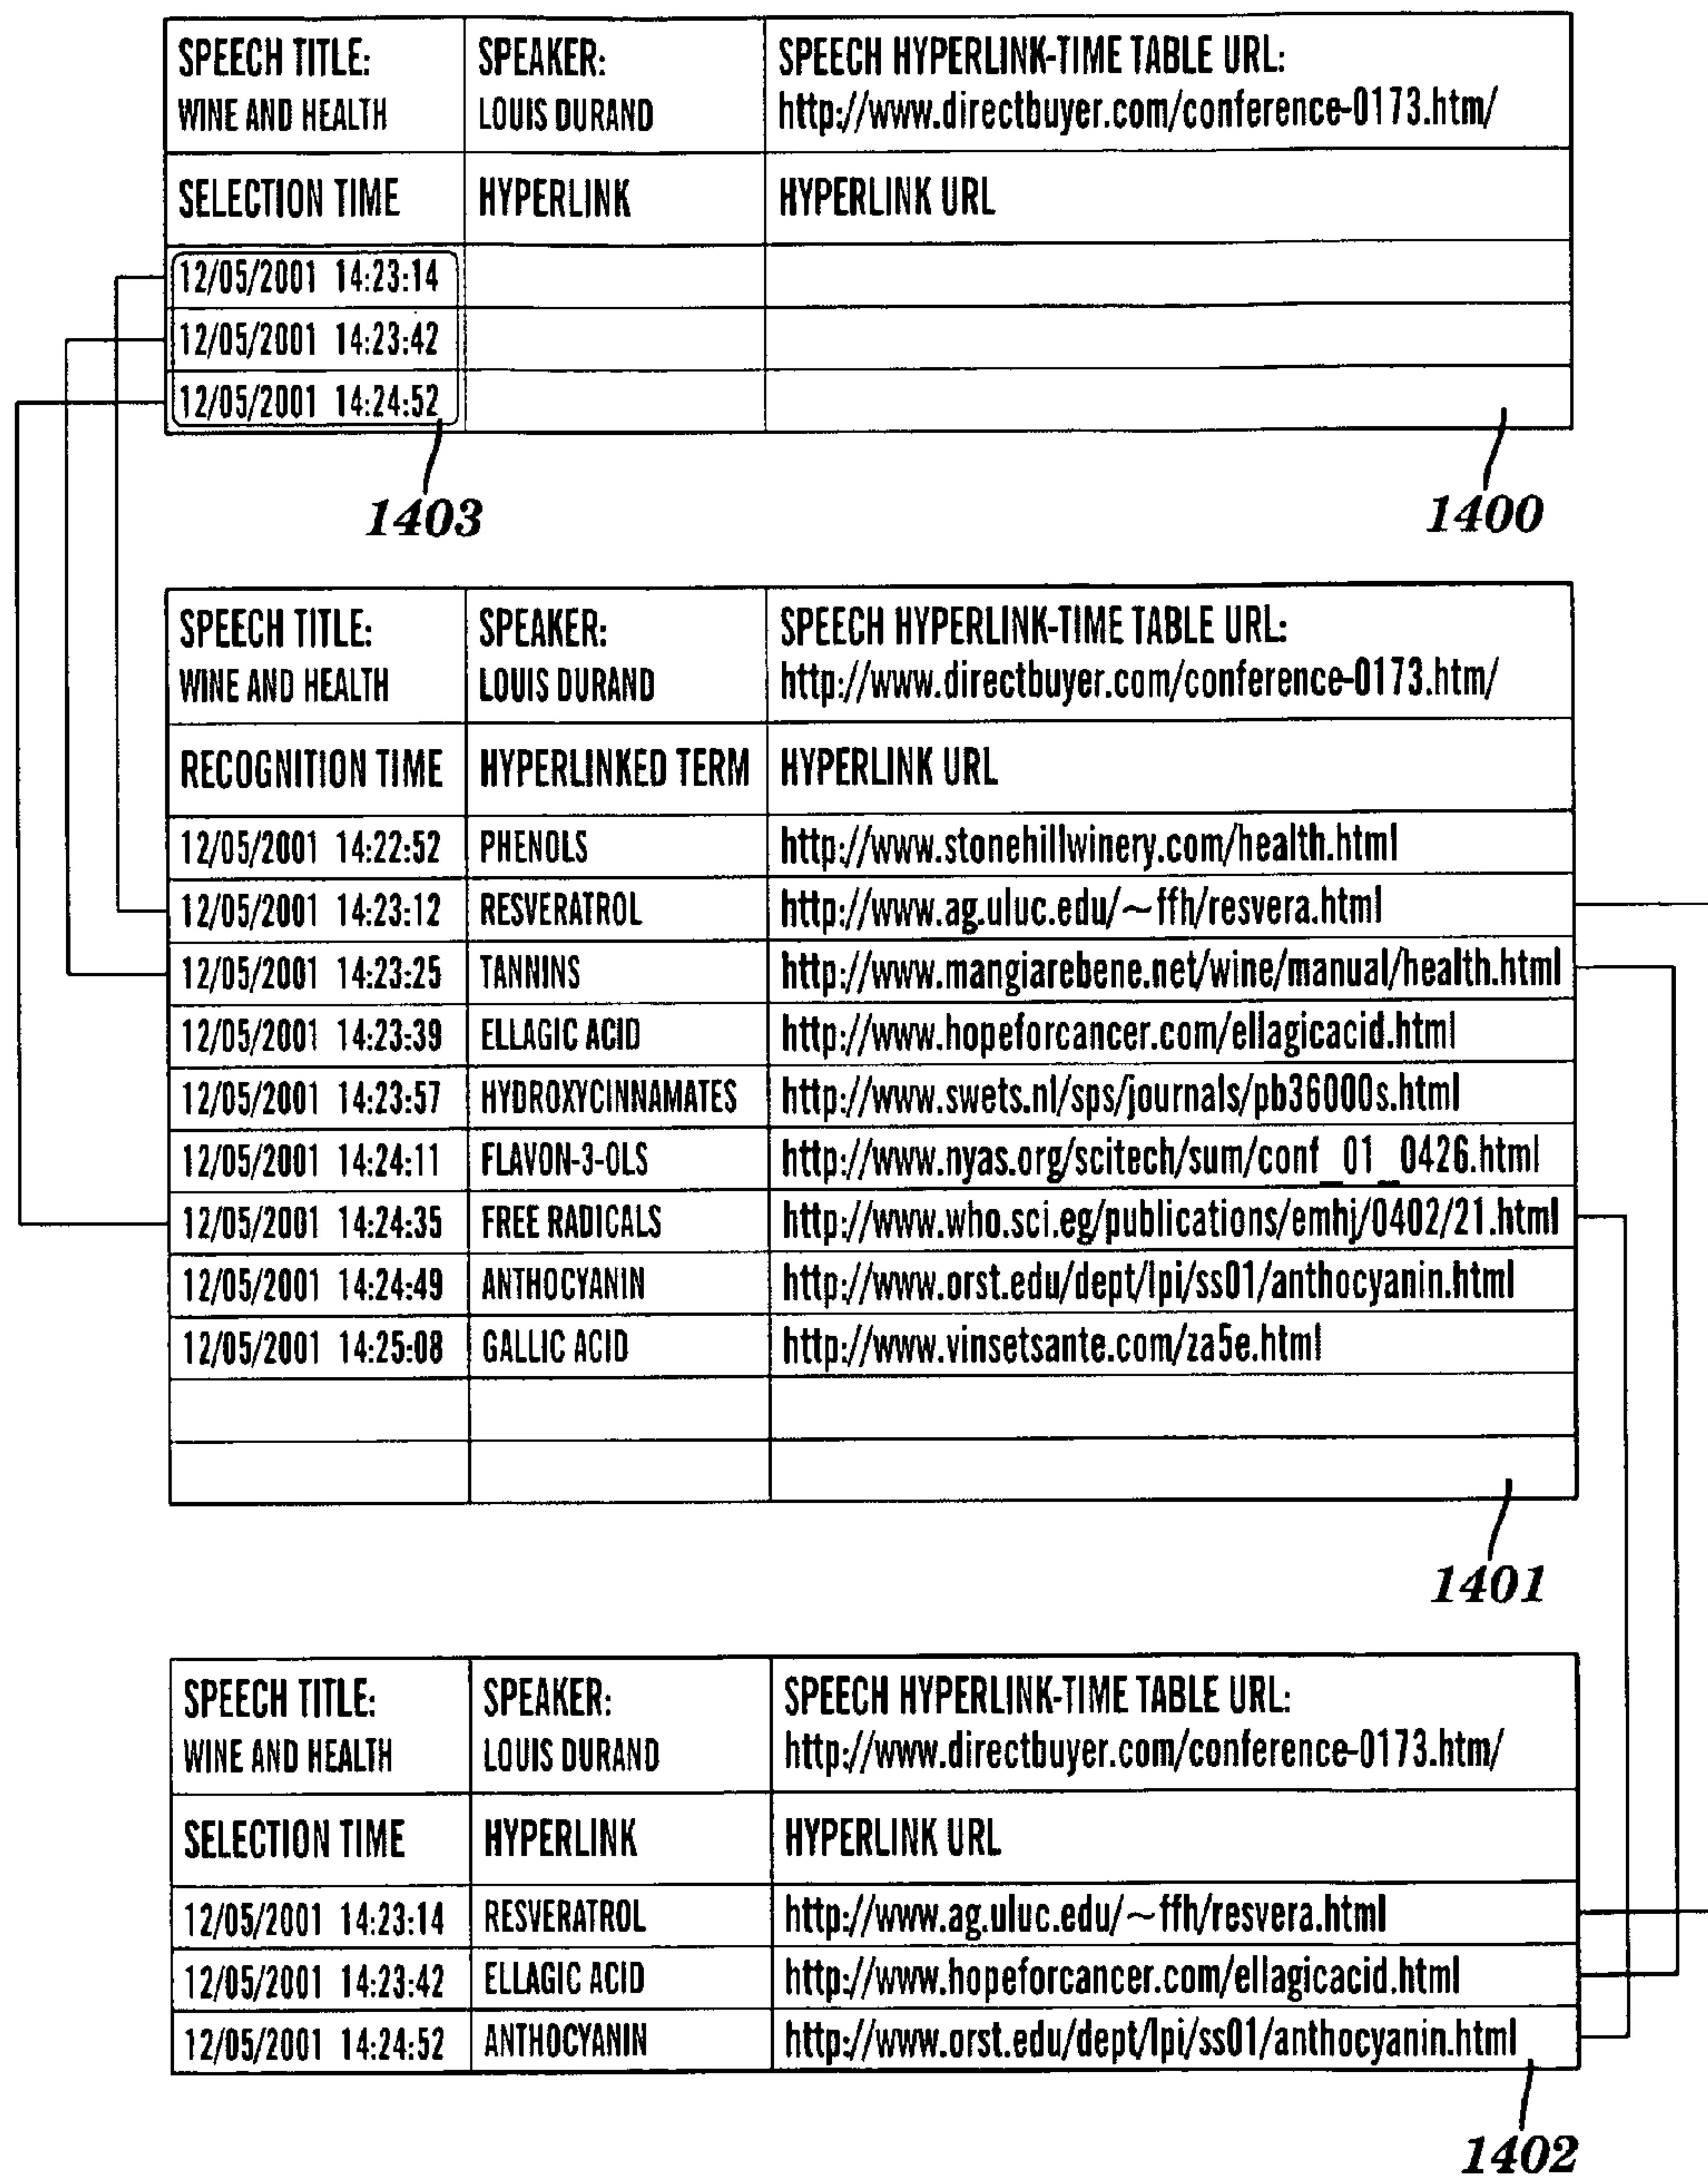 SPEECH TITLE: SPEAKER: SPEECH HYPERLINK-TIME TABLE URL:
WINE AND HEALTH LOUIS DURAND http://www.directbuyer.com/conference-0173.htm/
SELECTION TIME HYPERLINK HYPERLINK URL
12/05/2001 14:23:14
12/05/2001 14:23:42
12/05/2001 14:24:52
1403 1400
SPEECH TITLE: SPEAKER: SPEECH HYPERLINK-TIME TABLE URL:
WINE AND HEALTH LOUIS DURAND http://www.directbuyer.com/conference-0173.htm/
RECOGNITION TIME HYPERLINKED TERM HYPERLINK URL
12/05/2001 14:22:52 PHENOLS http://www.stonehillwinery.com/health.html
12/05/2001 14:23:12 RESVERATROL http://www.ag.uluc.edu/~ffh/resvera.html
12/05/2001 14:23:25 TANNINS http://www.mangiarebene.net/wine/manual/health.html
12/05/2001 14:23:39 ELLAGIC ACID http://www.hopeforcancer.com/ellagicacid.html
12/05/2001 14:23:57 HYDROXYCINNAMATES http://www.swets.nl/sps/journals/pb36000s.html
12/05/2001 14:24:11 FLAVON-3-OLS http://www.nyas.org/scitech/sum/conf_01_0426.html
12/05/2001 14:24:35 FREE RADICALS http://www.who.sci.eg/publications/emhj/0402/21.html
12/05/2001 14:24:49 ANTHOCYANIN http://www.orst.edu/dept/lpi/ss01/anthocyanin.html
12/05/2001 14:25:08 GALLIC ACID http://www.vinsetsante.com/za5e.html
1401
SPEECH TITLE: SPEAKER: SPEECH HYPERLINK-TIME TABLE URL:
WINE AND HEALTH LOUIS DURAND http://www.directbuyer.com/conference-0173.htm/
SELECTION TIME HYPERLINK HYPERLINK URL
12/05/2001 14:23:14 RESVERATROL http://www.ag.uluc.edu/~ffh/resvera.html
12/05/2001 14:23:42 ELLAGIC ACID http://www.hopeforcancer.com/ellagicacid.html
12/05/2001 14:24:52 ANTHOCYANIN http://www.orst.edu/dept/lpi/ss01/anthocyanin.html
1402